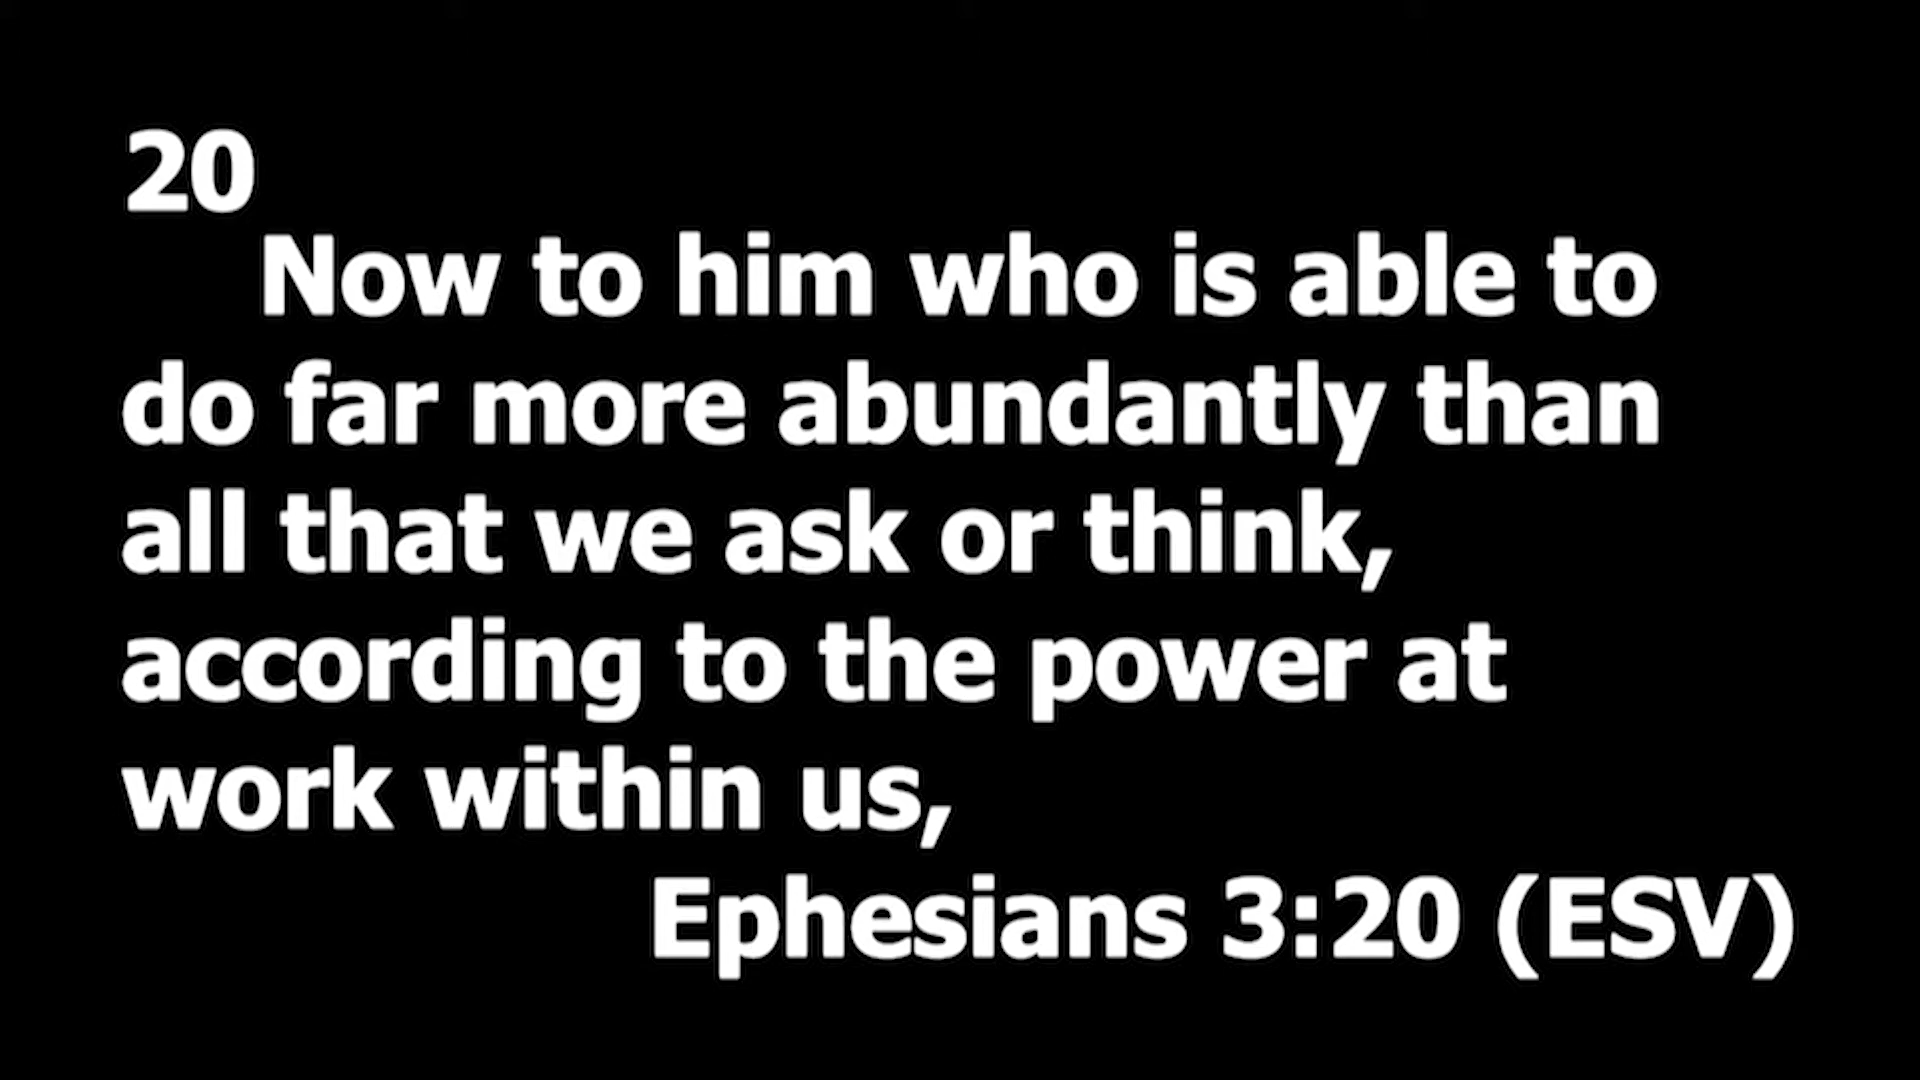 20
Now to him who is able to
do far more abundantly than
all that we ask or think,
according to the power at
work within us,
Ephesians 3:20 (ESV)